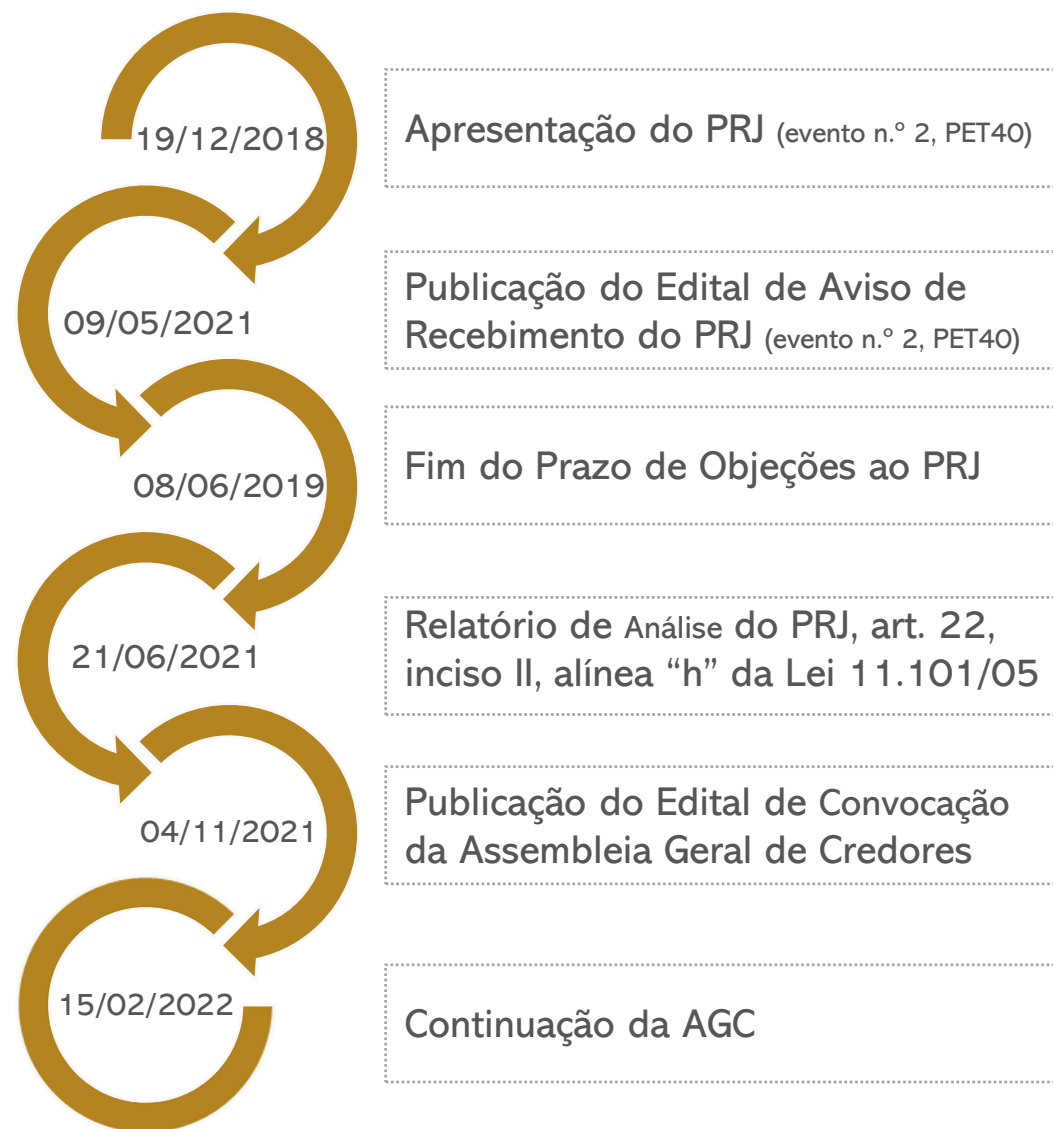 19/12/2018
Apresentação do PRJ (evento n.º 2, PET40)
09/05/2021
Publicação do Edital de Aviso de
Recebimento do PRJ (evento n.º 2, PET40)
08/06/2019
Fim do Prazo de Objeções ao PRJ
21/06/2021
Relatório de Análise do PRJ, art. 22,
inciso II, alínea “h” da Lei 11.101/05
04/11/2021
Publicação do Edital de Convocação
da Assembleia Geral de Credores
15/02/2022
Continuação da AGC